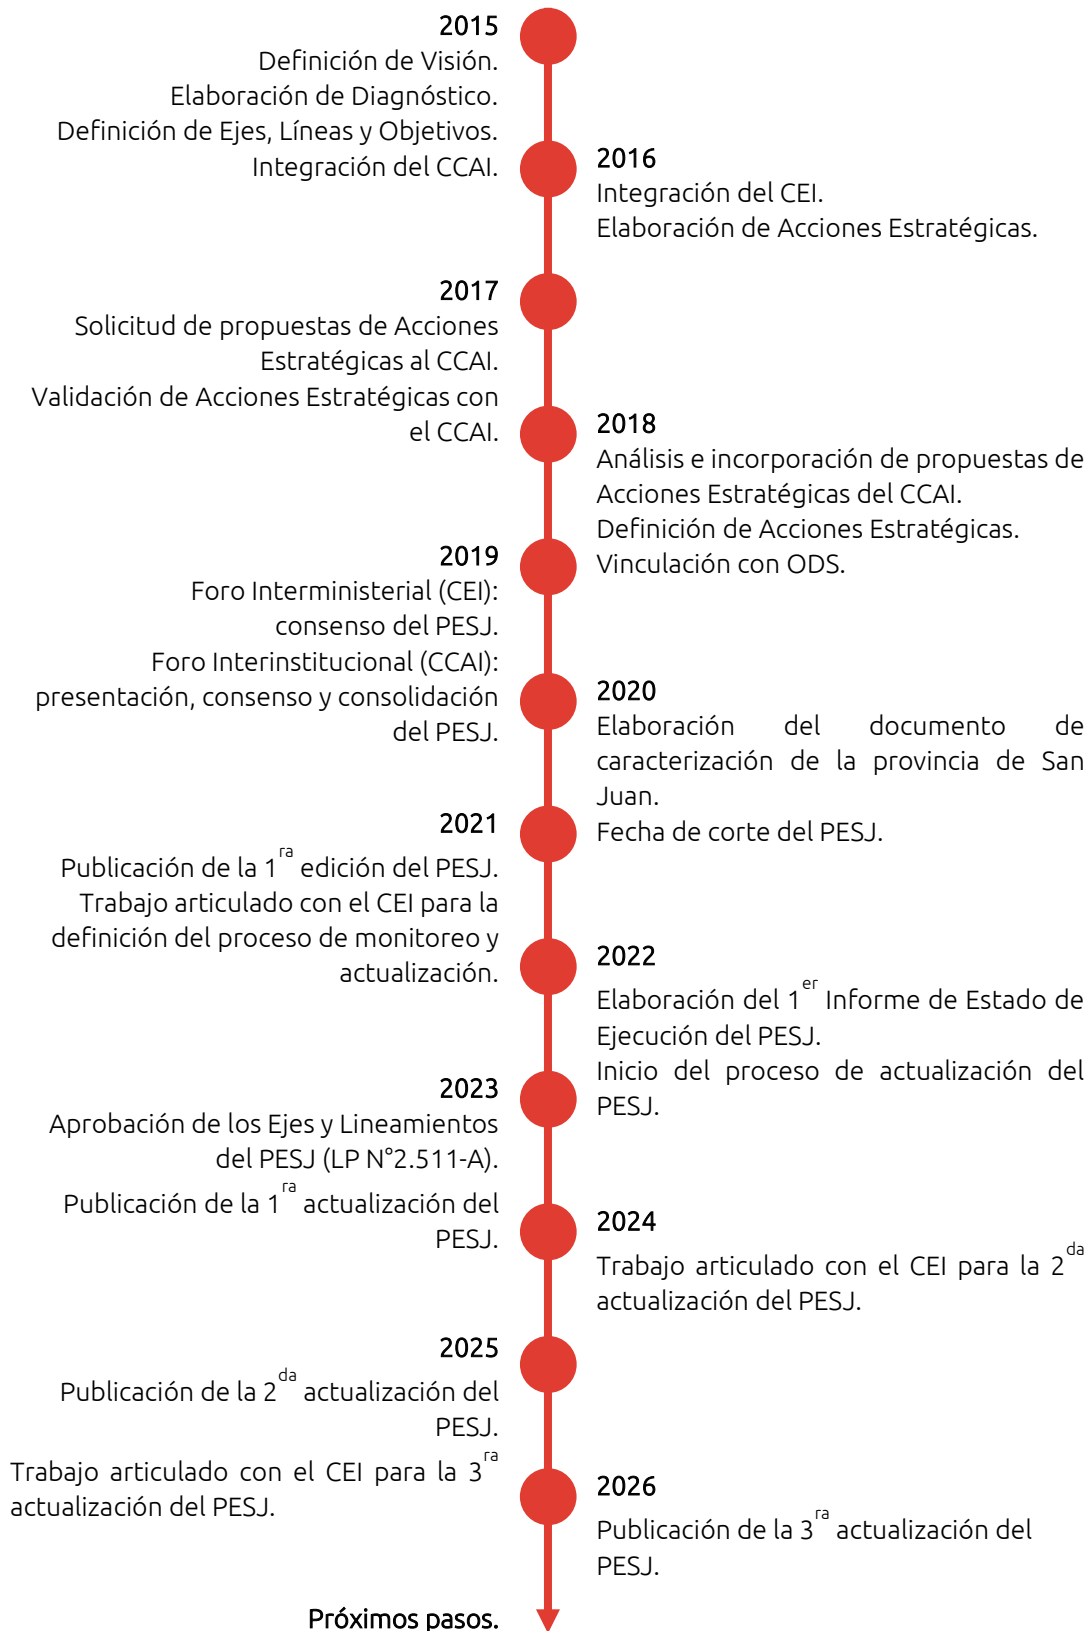 2015
Definición de Visión.
Elaboración de Diagnóstico.
Definición de Ejes, Líneas y Objetivos.
Integración del CCAI.
2016
Integración del CEI.
Elaboración de Acciones Estratégicas.
2017
Solicitud de propuestas de Acciones
Estratégicas al CCAI.
Validación de Acciones Estratégicas con
el CCAI.
2018
Análisis e incorporación de propuestas de
Acciones Estratégicas del CCAI.
Definición de Acciones Estratégicas.
Vinculación con ODS.
2019
Foro Interministerial (CEI):
consenso del PESJ.
Foro Interinstitucional (CCAI):
presentación, consenso y consolidación
del PESJ.
2020
Elaboración del documento de
caracterización de la provincia de San
Juan.
Fecha de corte del PESJ.
2021
Publicación de la 1ra edición del PESJ.
Trabajo articulado con el CEI para la
definición del proceso de monitoreo y
actualización.
2022
Elaboración del 1er Informe de Estado de
Ejecución del PESJ.
Inicio del proceso de actualización del
PESJ.
2023
Aprobación de los Ejes y Lineamientos
del PESJ (LP N°2.511-A).
Publicación de la 1ra actualización del
PESJ.
2024
Trabajo articulado con el CEI para la 2da
actualización del PESJ.
2025
Publicación de la 2da actualización del
PESJ.
Trabajo articulado con el CEI para la 3ra
actualización del PESJ.
2026
Publicación de la 3ra actualización del
PESJ.
Próximos pasos.